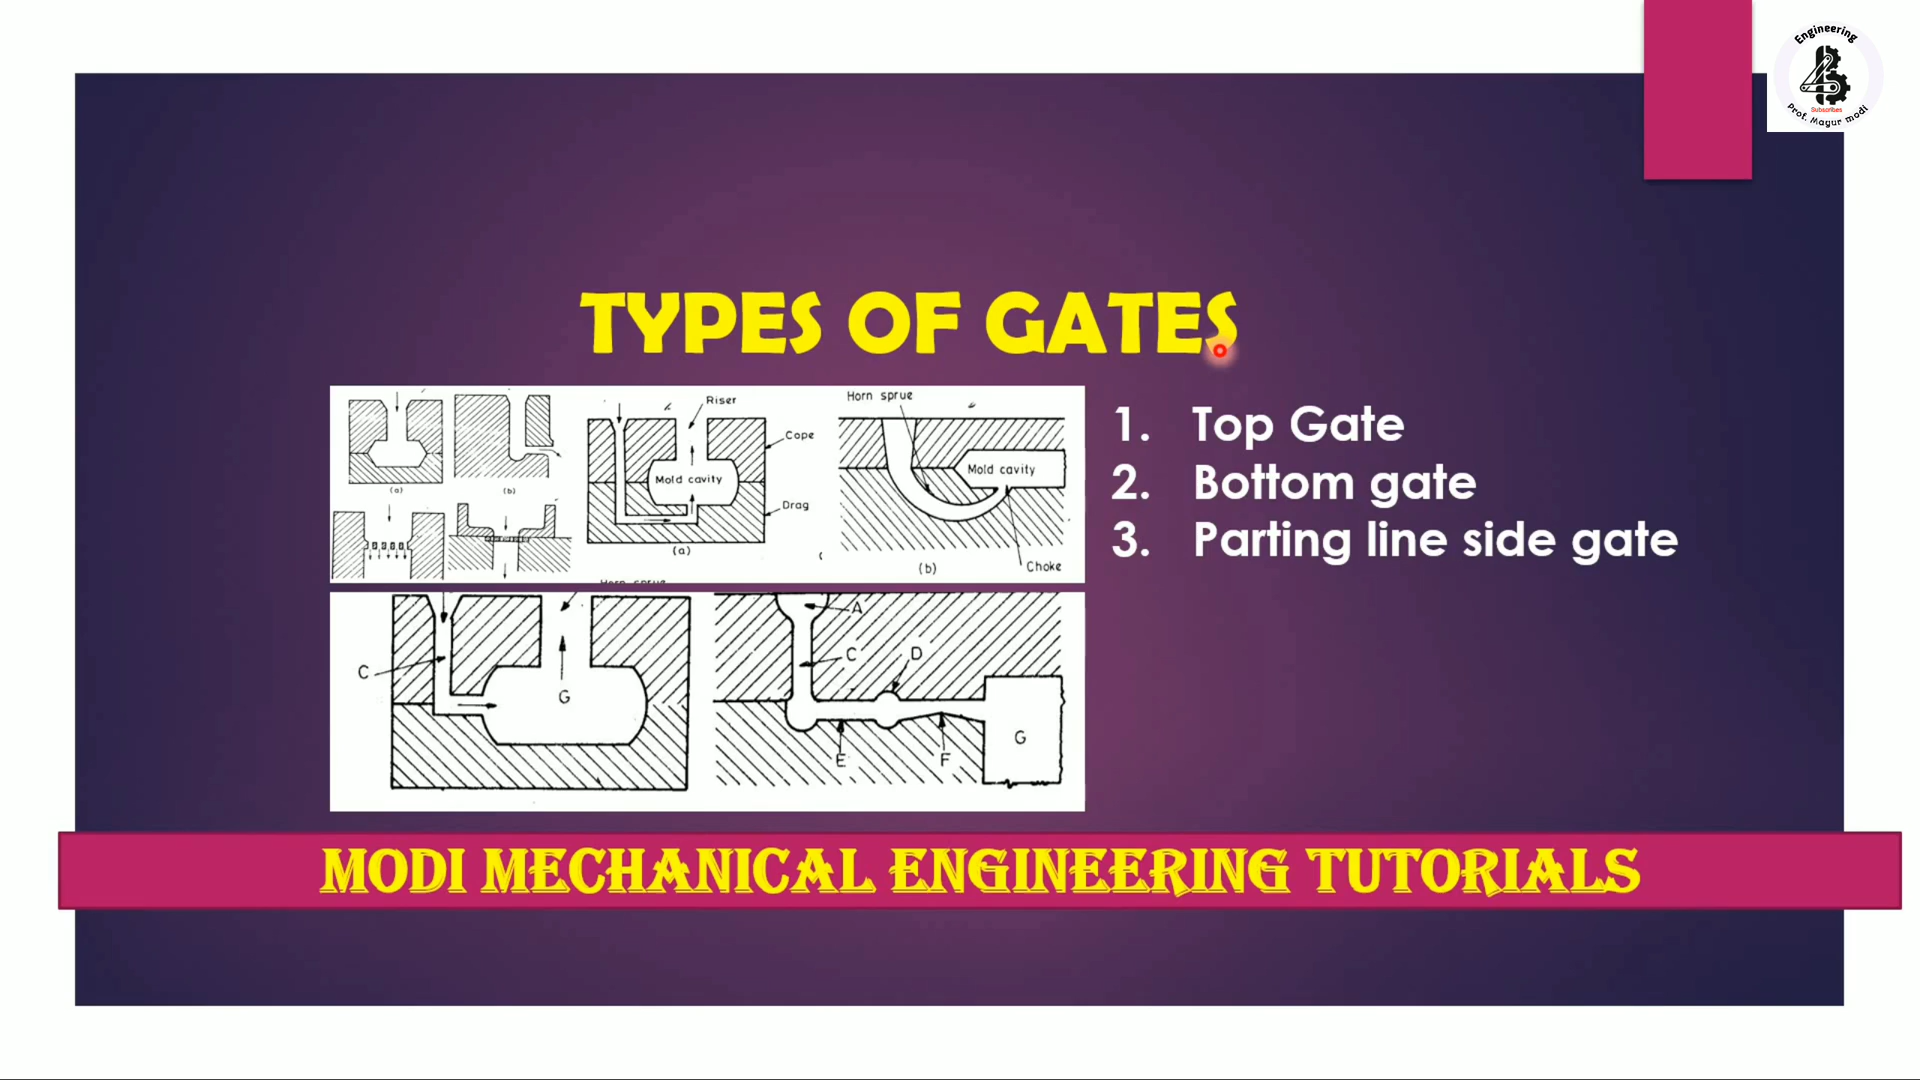 Engineering
Subscribes
Prof. Mayur modi
TYPES OF GATES
1. Top Gate
2. Bottom gate
3. Parting line side gate
(a)
(b)
Riser
Cope
Mold cavity
Drag
(a)
Horn sprue
Mold cavity
(b)
Choke
C
G
A
C
D
E
F
G
MODI MECHANICAL ENGINEERING TUTORIALS